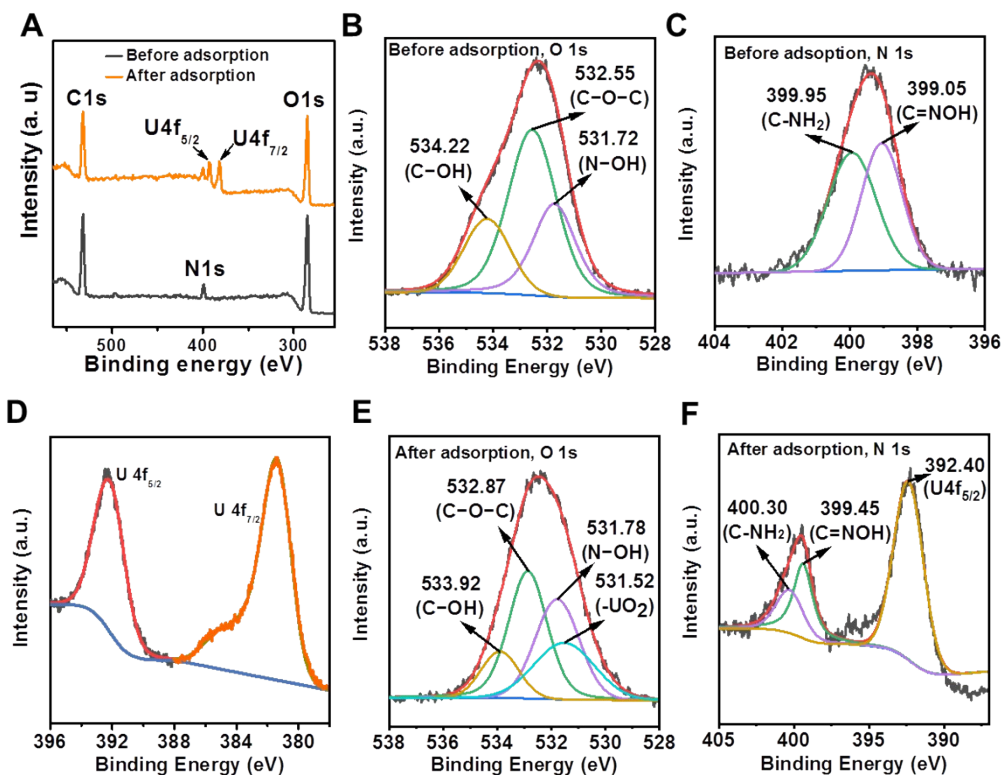 A
Before adsorption
After adsorption
C1s
O1s
U4f5/2
U4f7/2
N1s
500 400 300
Binding energy (eV)
Intensity (a. u)
B
Before adsorption, O 1s
532.55
(C-O-C)
534.22
(C-OH)
531.72
(N-OH)
538 536 534 532 530 528
Binding Energy (eV)
Intensity (a.u.)
C
Before adsoption, N 1s
399.95
(C-NH2)
399.05
(C=NOH)
404 402 400 398 396
Binding Energy (eV)
Intensity (a.u.)
D
U 4f5/2
U 4f7/2
396 392 388 384 380
Binding Energy (eV)
Intensity (a.u.)
E
After adsorption, O 1s
532.87
(C-O-C)
531.78
(N-OH)
533.92
(C-OH)
531.52
(-UO2)
538 536 534 532 530 528
Binding Energy (eV)
Intensity (a.u.)
F
After adsorption, N 1s
392.40
(U4f5/2)
400.30
(C-NH2)
399.45
(C=NOH)
405 400 395 390
Binding Energy (eV)
Intensity (a.u.)